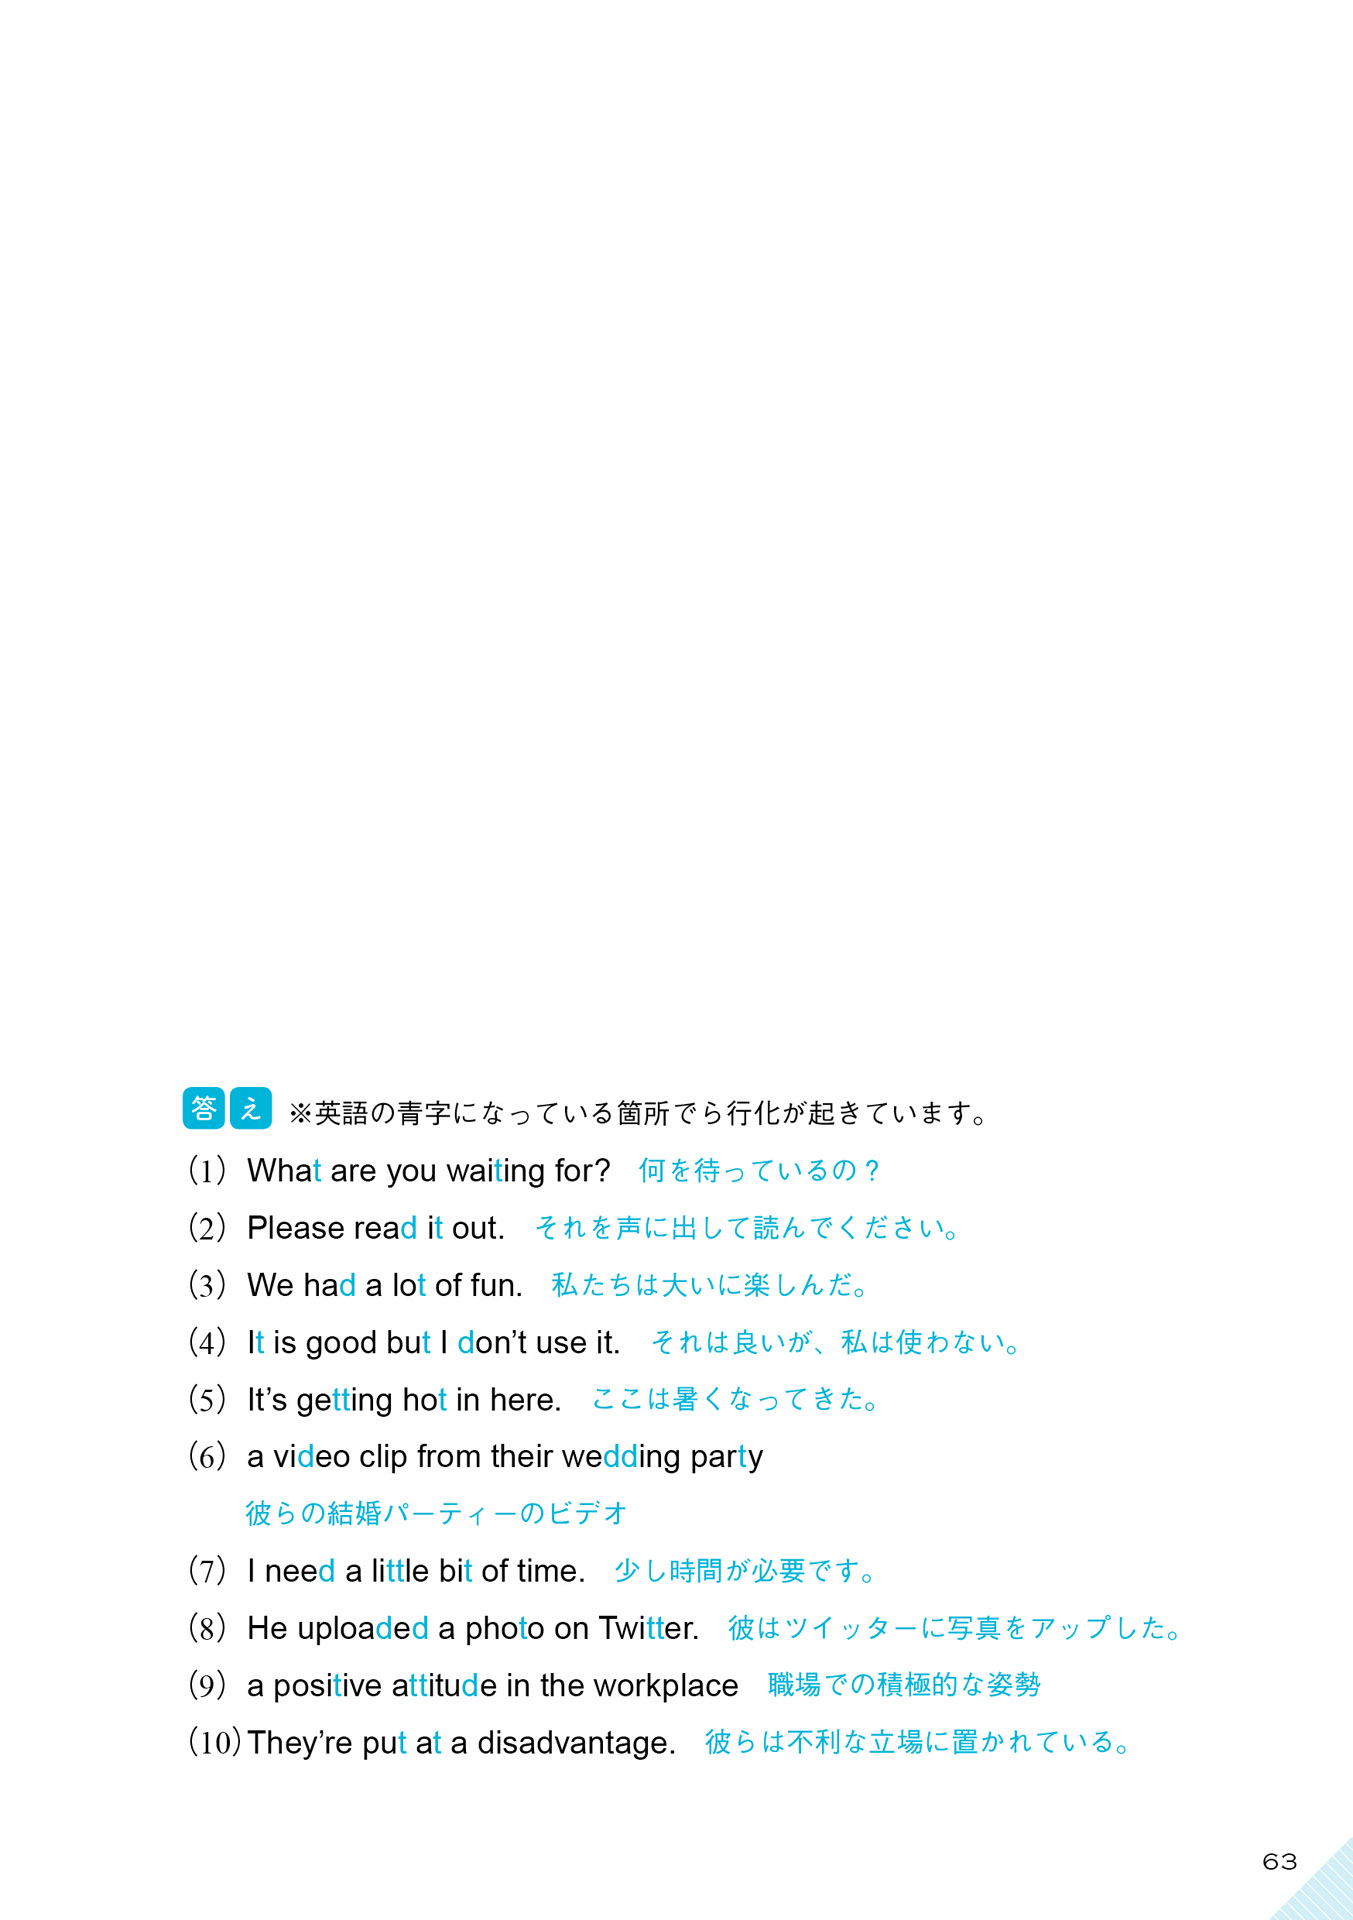 答え ※英語の青字になっている箇所でら行化が起きています。
(1) What are you waiting for? 何を待っているの？
(2) Please read it out. それを声に出して読んでください。
(3) We had a lot of fun. 私たちは大いに楽しんだ。
(4) It is good but I don’t use it. それは良いが、私は使わない。
(5) It’s getting hot in here. ここは暑くなってきた。
(6) a video clip from their wedding party
彼らの結婚パーティーのビデオ
(7) I need a little bit of time. 少し時間が必要です。
(8) He uploaded a photo on Twitter. 彼はツイッターに写真をアップした。
(9) a positive attitude in the workplace 職場での積極的な姿勢
(10) They’re put at a disadvantage. 彼らは不利な立場に置かれている。
63